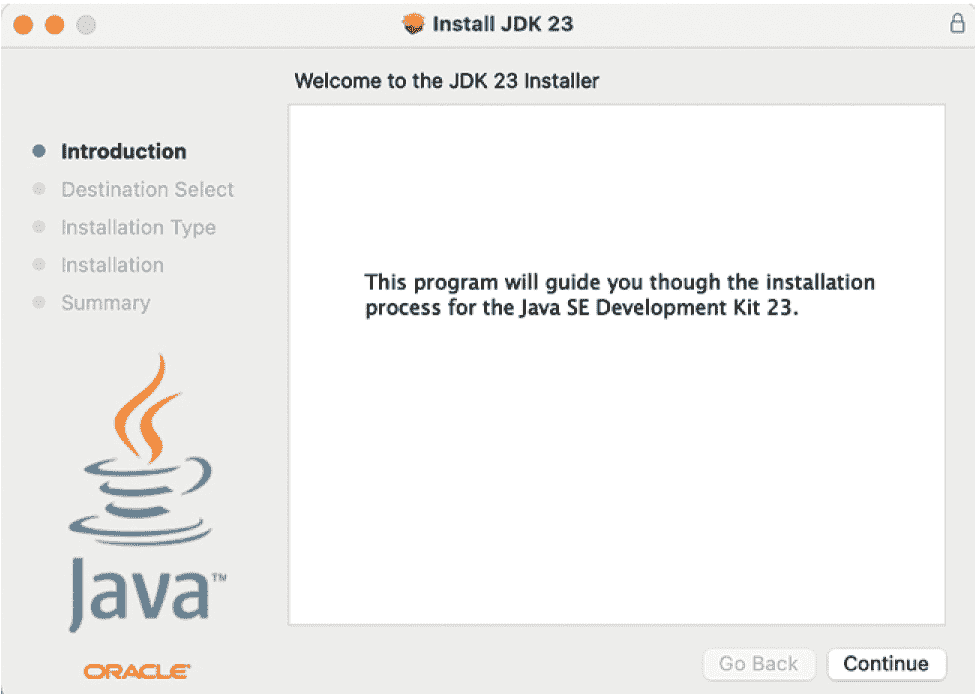 Install JDK 23
Welcome to the JDK 23 Installer
Introduction
Destination Select
Installation Type
Installation
Summary
This program will guide you though the installation
process for the Java SE Development Kit 23.
Java™
ORACLE®
Go Back
Continue